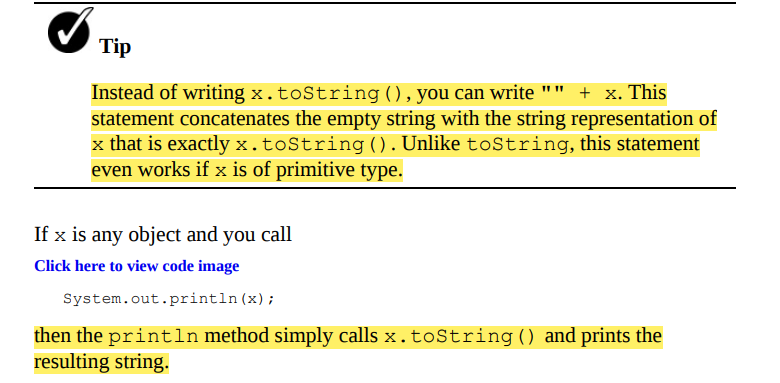 Tip
Instead of writing x.toString(), you can write "" + x. This
statement concatenates the empty string with the string representation of
x that is exactly x.toString(). Unlike toString, this statement
even works if x is of primitive type.
If x is any object and you call
Click here to view code image
System.out.println(x);
then the println method simply calls x.toString() and prints the
resulting string.